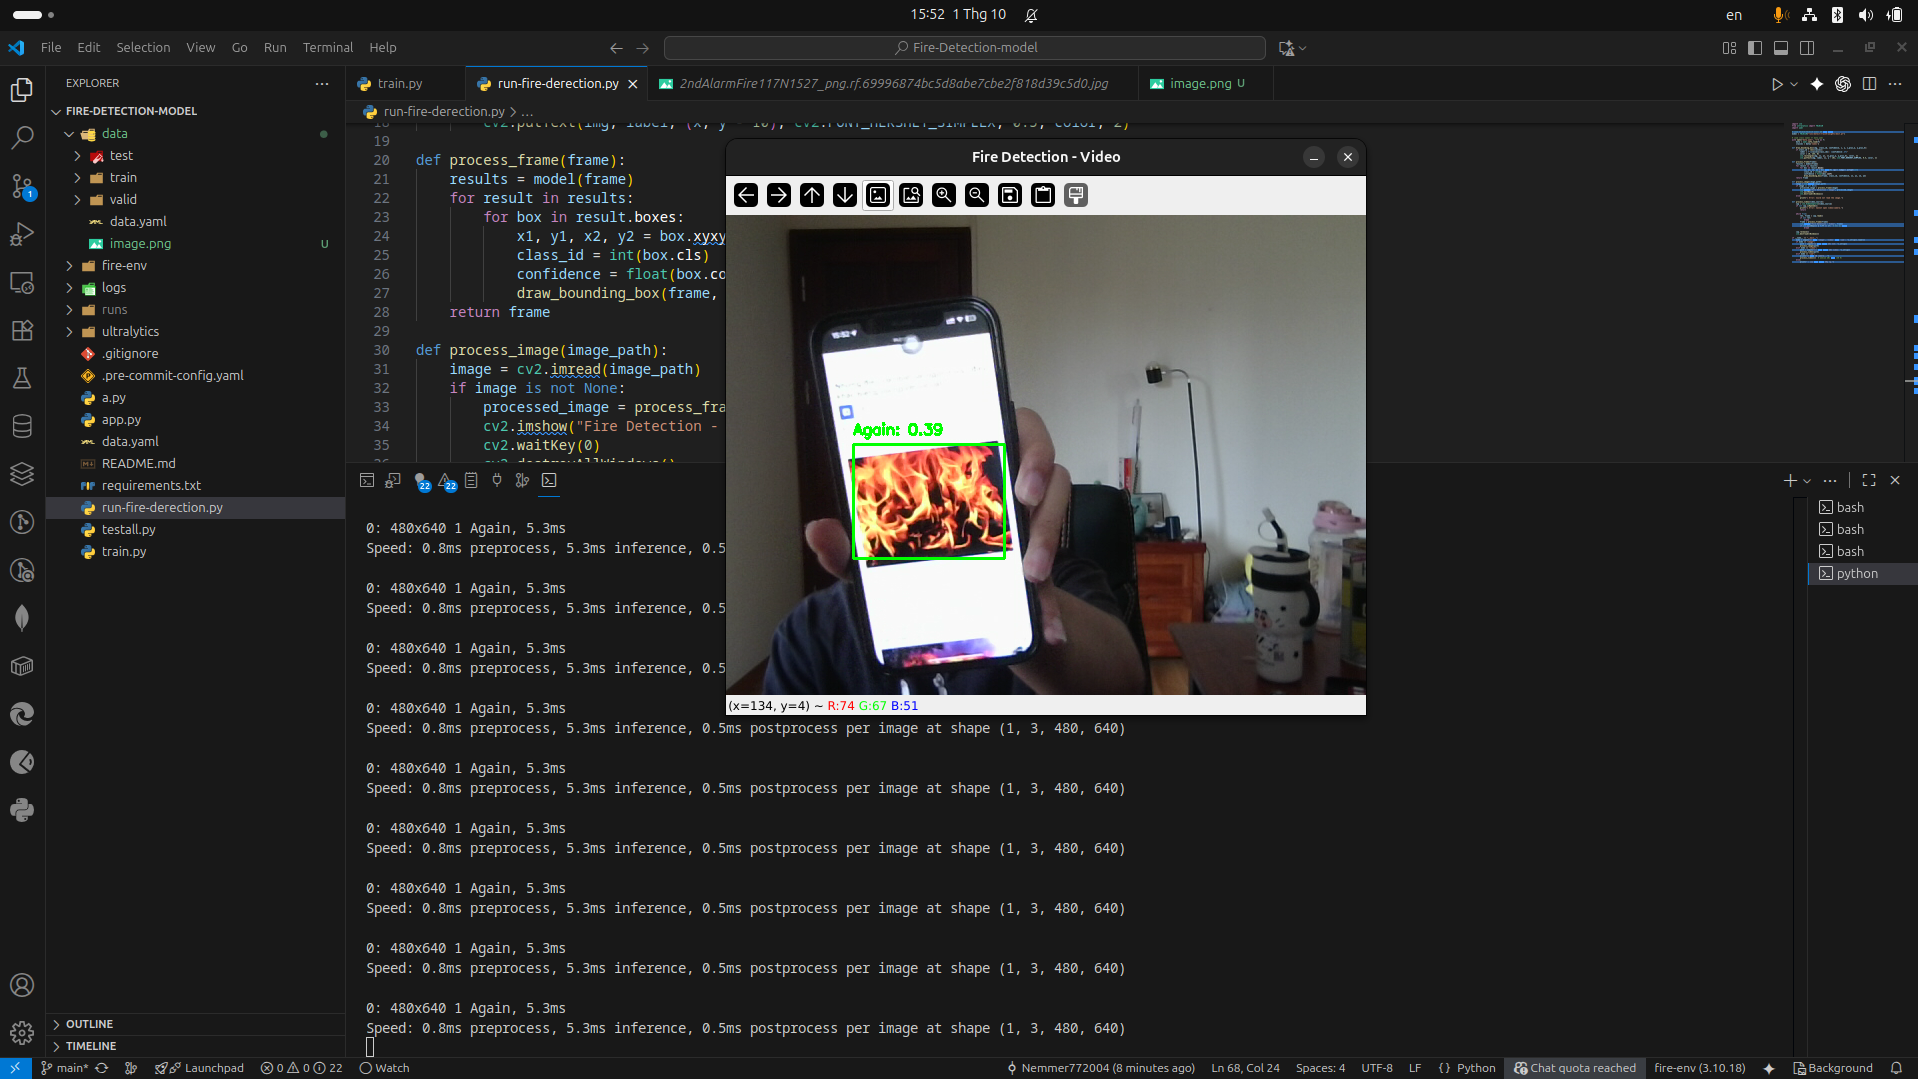 15:52 1 Thg 10
en
File Edit Selection View Go Run Terminal Help
Fire-Detection-model
EXPLORER
FIRE-DETECTION-MODEL
data
test
train
valid
data.yaml
image.png U
fire-env
logs
runs
ultralytics
.gitignore
.pre-commit-config.yaml
a.py
app.py
data.yaml
README.md
requirements.txt
run-fire-derection.py
testall.py
train.py
OUTLINE
TIMELINE
train.py
run-fire-derection.py
2ndAlarmFire117N1527_png.rf.69996874bc5d8abe7cbe2f818d39c5d0.jpg
image.png U
run-fire-derection.py > ...
19
20 def process_frame(frame):
21 results = model(frame)
22 for result in results:
23 for box in result.boxes:
24 x1, y1, x2, y2 = box.xyxy
25 class_id = int(box.cls)
26 confidence = float(box.co
27 draw_bounding_box(frame,
28 return frame
29
30 def process_image(image_path):
31 image = cv2.imread(image_path)
32 if image is not None:
33 processed_image = process_fra
34 cv2.imshow("Fire Detection -
35 cv2.waitKey(0)
Fire Detection - Video
15:52
Again: 0.39
(x=134, y=4) ~ R:74 G:67 B:51
22 22
0: 480x640 1 Again, 5.3ms
Speed: 0.8ms preprocess, 5.3ms inference, 0.5
0: 480x640 1 Again, 5.3ms
Speed: 0.8ms preprocess, 5.3ms inference, 0.5
0: 480x640 1 Again, 5.3ms
Speed: 0.8ms preprocess, 5.3ms inference, 0.5
0: 480x640 1 Again, 5.3ms
Speed: 0.8ms preprocess, 5.3ms inference, 0.5ms postprocess per image at shape (1, 3, 480, 640)
0: 480x640 1 Again, 5.3ms
Speed: 0.8ms preprocess, 5.3ms inference, 0.5ms postprocess per image at shape (1, 3, 480, 640)
0: 480x640 1 Again, 5.3ms
Speed: 0.8ms preprocess, 5.3ms inference, 0.5ms postprocess per image at shape (1, 3, 480, 640)
0: 480x640 1 Again, 5.3ms
Speed: 0.8ms preprocess, 5.3ms inference, 0.5ms postprocess per image at shape (1, 3, 480, 640)
0: 480x640 1 Again, 5.3ms
Speed: 0.8ms preprocess, 5.3ms inference, 0.5ms postprocess per image at shape (1, 3, 480, 640)
0: 480x640 1 Again, 5.3ms
Speed: 0.8ms preprocess, 5.3ms inference, 0.5ms postprocess per image at shape (1, 3, 480, 640)
bash
bash
bash
python
1
main* Launchpad 0 0 22 Watch
Nemmer772004 (8 minutes ago) Ln 68, Col 24 Spaces: 4 UTF-8 LF {} Python Chat quota reached fire-env (3.10.18) Background